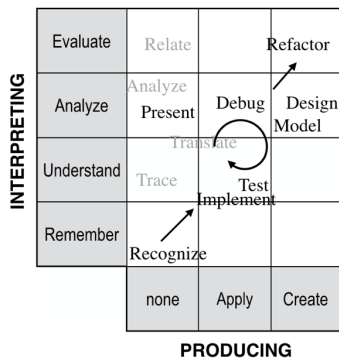 Evaluate
Relate
Refactor
Analyze
Analyze
Present
Debug
Design
Model
Translate
Understand
Trace
Test
Implement
Remember
Recognize
none
Apply
Create
INTERPRETING
PRODUCING